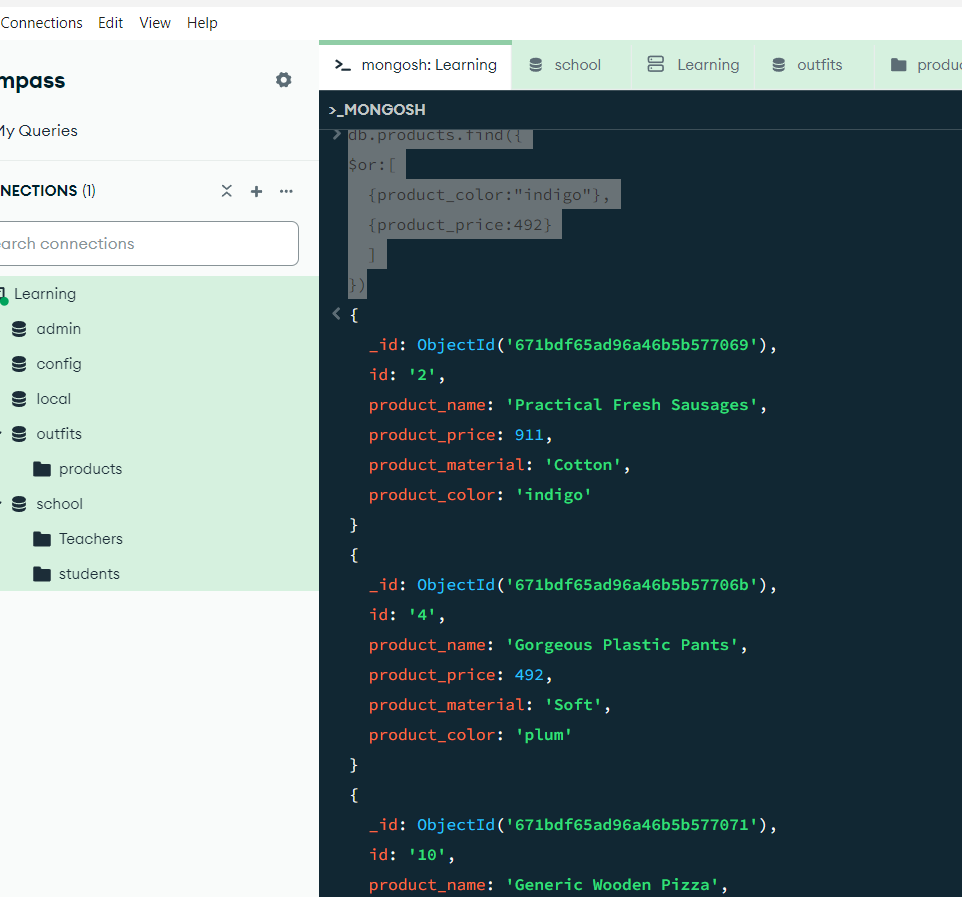 Connections Edit View Help
mpass
My Queries
NNECTIONS (1)
earch connections
Learning
admin
config
local
outfits
products
school
Teachers
students
>_ mongosh: Learning
school
Learning
outfits
produc
>_MONGOSH
> db.products.find({
$or:[
{product_color:"indigo"},
{product_price:492}
]
})
< {
_id: ObjectId('671bdf65ad96a46b5b577069'),
id: '2',
product_name: 'Practical Fresh Sausages',
product_price: 911,
product_material: 'Cotton',
product_color: 'indigo'
}
{
_id: ObjectId('671bdf65ad96a46b5b57706b'),
id: '4',
product_name: 'Gorgeous Plastic Pants',
product_price: 492,
product_material: 'Soft',
product_color: 'plum'
}
{
_id: ObjectId('671bdf65ad96a46b5b577071'),
id: '10',
product_name: 'Generic Wooden Pizza',